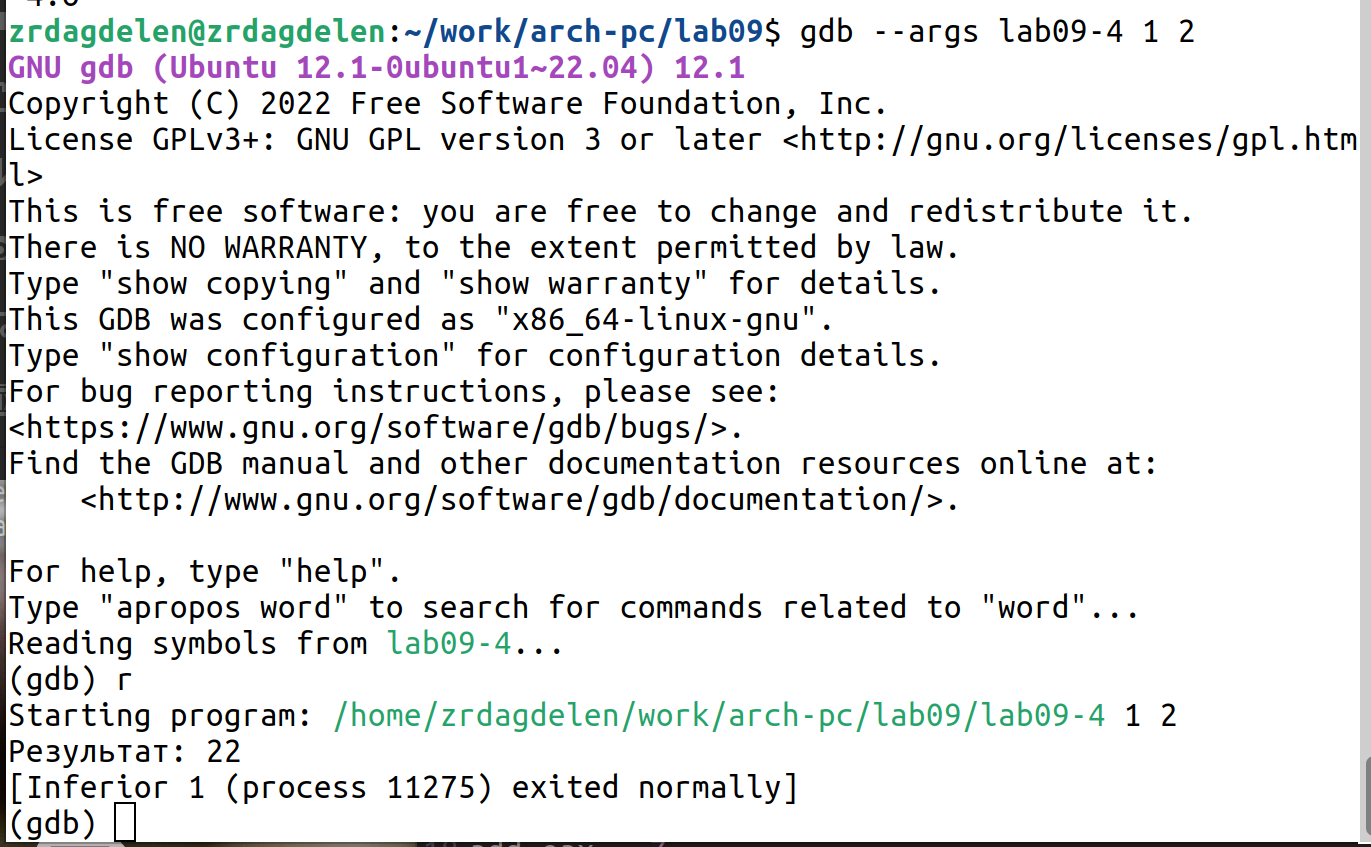 zrdagdelen@zrdagdelen:~/work/arch-pc/lab09$ gdb --args lab09-4 1 2
GNU gdb (Ubuntu 12.1-0ubuntu1~22.04) 12.1
Copyright (C) 2022 Free Software Foundation, Inc.
License GPLv3+: GNU GPL version 3 or later <http://gnu.org/licenses/gpl.htm
l>
This is free software: you are free to change and redistribute it.
There is NO WARRANTY, to the extent permitted by law.
Type "show copying" and "show warranty" for details.
This GDB was configured as "x86_64-linux-gnu".
Type "show configuration" for configuration details.
For bug reporting instructions, please see:
<https://www.gnu.org/software/gdb/bugs/>.
Find the GDB manual and other documentation resources online at:
    <http://www.gnu.org/software/gdb/documentation/>.

For help, type "help".
Type "apropos word" to search for commands related to "word"...
Reading symbols from lab09-4...
(gdb) r
Starting program: /home/zrdagdelen/work/arch-pc/lab09/lab09-4 1 2
Результат: 22
[Inferior 1 (process 11275) exited normally]
(gdb)